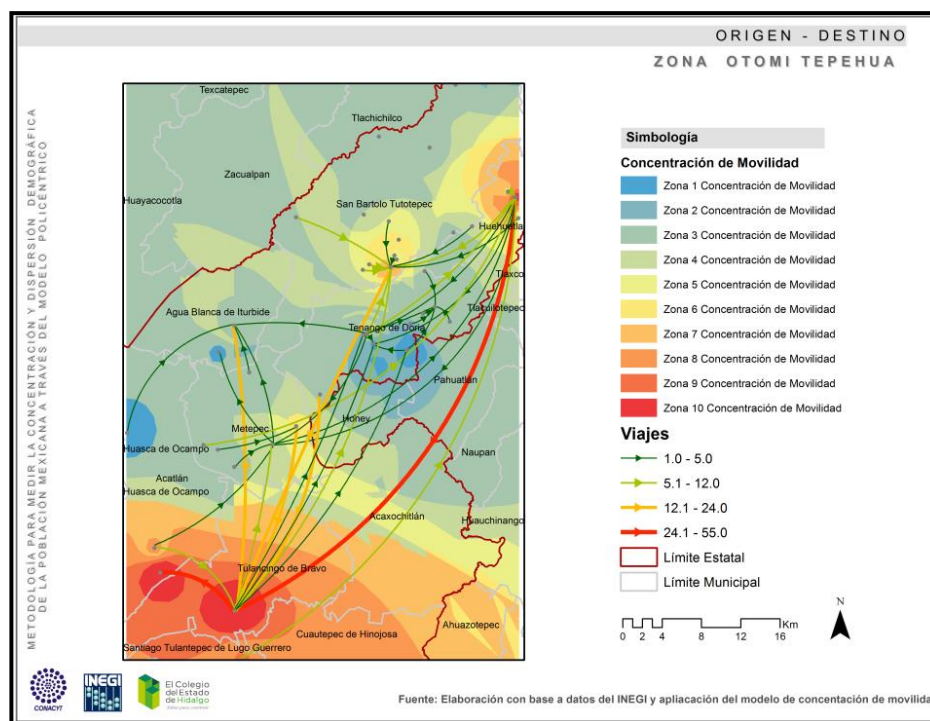 ORIGEN - DESTINO
ZONA OTOMI TEPEHUA
METODOLOGÍA PARA MEDIR LA CONCENTRACIÓN Y DISPERSIÓN DEMOGRÁFICA
DE LA POBLACIÓN MEXICANA A TRAVÉS DEL MODELO POLICÉNTRICO
Texcatepec
Tlachichilco
Zacualpan
Huayacocotla
San Bartolo Tutotepec
Huehuetla
Tlaxco
Tlacuilotepec
Agua Blanca de Iturbide
Tenango de Doria
Pahuatlán
Honey
Metepec
Huasca de Ocampo
Naupan
Acatlán
Huasca de Ocampo
Acaxochitlán
Huauchinango
Tulancingo de Bravo
Ahuazotepec
Cuautepec de Hinojosa
Santiago Tulantepec de Lugo Guerrero
Simbología
Concentración de Movilidad
Zona 1 Concentración de Movilidad
Zona 2 Concentración de Movilidad
Zona 3 Concentración de Movilidad
Zona 4 Concentración de Movilidad
Zona 5 Concentración de Movilidad
Zona 6 Concentración de Movilidad
Zona 7 Concentración de Movilidad
Zona 8 Concentración de Movilidad
Zona 9 Concentración de Movilidad
Zona 10 Concentración de Movilidad
Viajes
1.0 - 5.0
5.1 - 12.0
12.1 - 24.0
24.1 - 55.0
Límite Estatal
Límite Municipal
Km
0 2 4 8 12 16
N
CONACYT
INEGI
El Colegio
del Estado
de Hidalgo
Fuente: Elaboración con base a datos del INEGI y apliacación del modelo de concentación de movilida